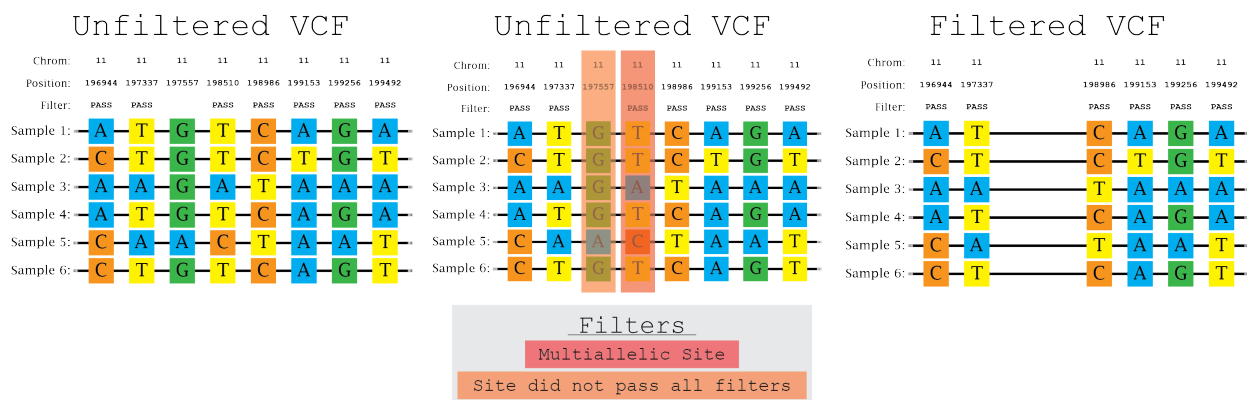 Unfiltered VCF
Chrom: 11 11 11 11 11 11 11 11
Position: 196944 197337 197557 198510 198986 199153 199256 199492
Filter: PASS PASS PASS PASS PASS PASS PASS
Sample 1: A T G T C A G A
Sample 2: C T G T C T G T
Sample 3: A A G A T A A A
Sample 4: A T G T C A G A
Sample 5: C A A C T A A T
Sample 6: C T G T C A G T
Unfiltered VCF
Chrom: 11 11 11 11 11 11 11 11
Position: 196944 197337 197557 198510 198986 199153 199256 199492
Filter: PASS PASS PASS PASS PASS PASS PASS
Sample 1: A T G T C A G A
Sample 2: C T G T C T G T
Sample 3: A A G A T A A A
Sample 4: A T G T C A G A
Sample 5: C A A C T A A T
Sample 6: C T G T C A G T
Filters
Multiallelic Site
Site did not pass all filters
Filtered VCF
Chrom: 11 11 11 11 11 11
Position: 196944 197337 198986 199153 199256 199492
Filter: PASS PASS PASS PASS PASS PASS
Sample 1: A T C A G A
Sample 2: C T C T G T
Sample 3: A A T A A A
Sample 4: A T C A G A
Sample 5: C A T A A T
Sample 6: C T C A G T